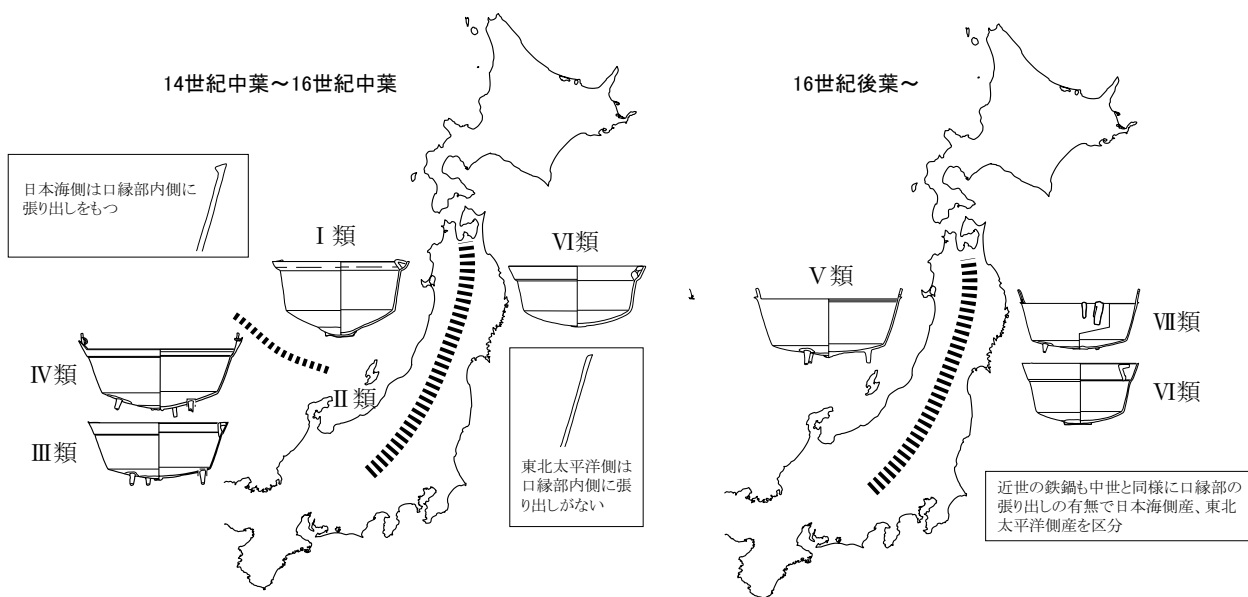 14世紀中葉～16世紀中葉
日本海側は口縁部内側に
張り出しをもつ
Ⅰ類
Ⅵ類
Ⅳ類
Ⅱ類
Ⅲ類
東北太平洋側は
口縁部内側に張
り出しがない
16世紀後葉～
Ⅴ類
Ⅶ類
Ⅵ類
近世の鉄鍋も中世と同様に口縁部の
張り出しの有無で日本海側産、東北
太平洋側産を区分